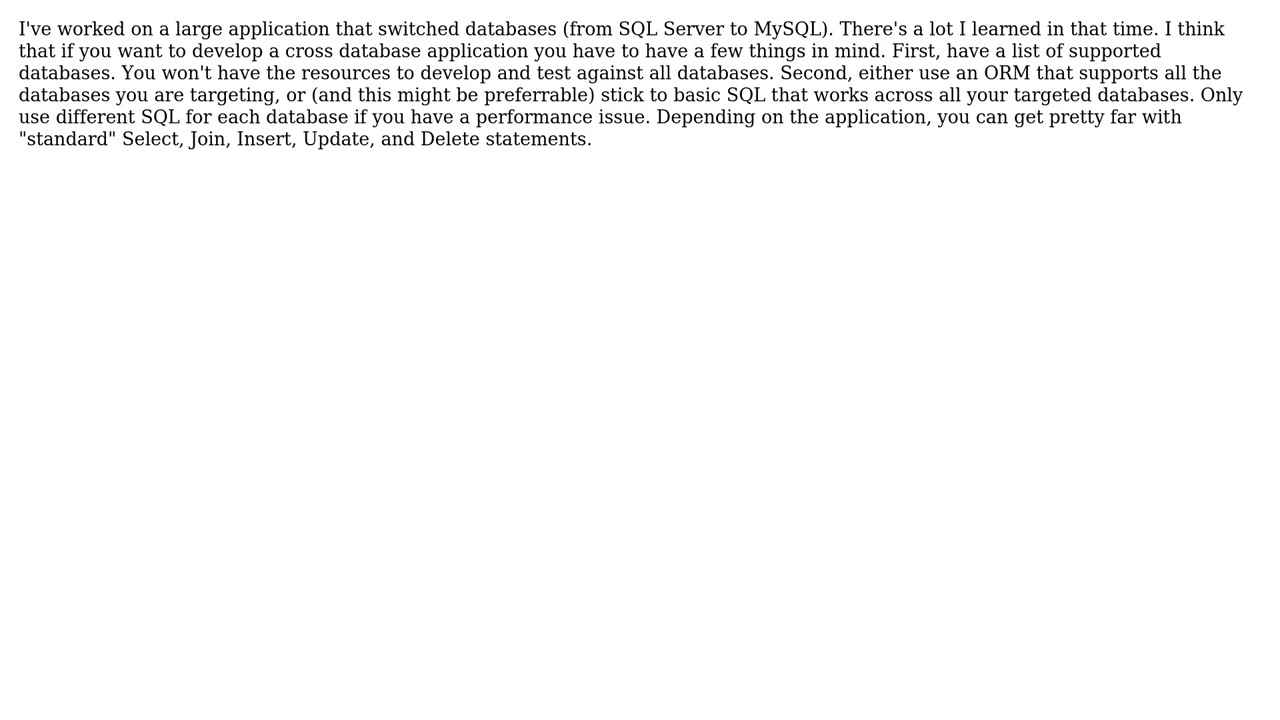 I've worked on a large application that switched databases (from SQL Server to MySQL). There's a lot I learned in that time. I think
that if you want to develop a cross database application you have to have a few things in mind. First, have a list of supported
databases. You won't have the resources to develop and test against all databases. Second, either use an ORM that supports all the
databases you are targeting, or (and this might be preferrable) stick to basic SQL that works across all your targeted databases. Only
use different SQL for each database if you have a performance issue. Depending on the application, you can get pretty far with
"standard" Select, Join, Insert, Update, and Delete statements.